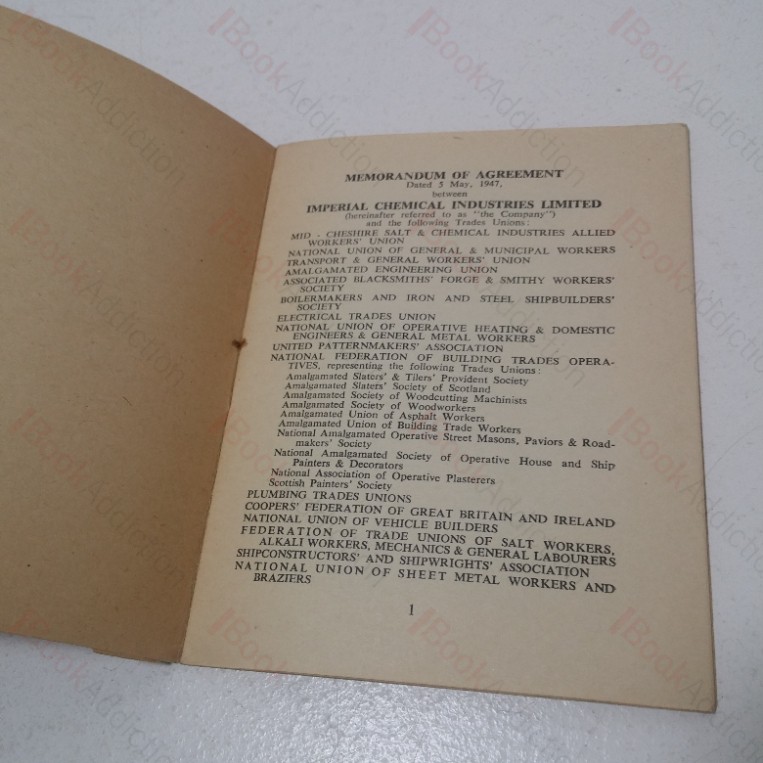 MEMORANDUM OF AGREEMENT
Dated 5 May, 1947,
between
IMPERIAL CHEMICAL INDUSTRIES LIMITED
(hereinafter referred to as "the Company")
and the following Trades Unions:
MID - CHESHIRE SALT & CHEMICAL INDUSTRIES ALLIED
WORKERS' UNION
NATIONAL UNION OF GENERAL & MUNICIPAL WORKERS
TRANSPORT & GENERAL WORKERS' UNION
AMALGAMATED ENGINEERING UNION
ASSOCIATED BLACKSMITHS' FORGE & SMITHY WORKERS'
SOCIETY
BOILERMAKERS AND IRON AND STEEL SHIPBUILDERS'
SOCIETY
ELECTRICAL TRADES UNION
NATIONAL UNION OF OPERATIVE HEATING & DOMESTIC
ENGINEERS & GENERAL METAL WORKERS
UNITED PATTERNMAKERS' ASSOCIATION
NATIONAL FEDERATION OF BUILDING TRADES OPERA-
TIVES, representing the following Trades Unions:
Amalgamated Slaters' & Tilers' Provident Society
Amalgamated Slaters' Society of Scotland
Amalgamated Society of Woodcutting Machinists
Amalgamated Society of Woodworkers
Amalgamated Union of Asphalt Workers
Amalgamated Union of Building Trade Workers
National Amalgamated Operative Street Masons, Paviors & Road-
makers' Society
National Amalgamated Society of Operative House and Ship
Painters & Decorators
National Association of Operative Plasterers
Scottish Painters' Society
PLUMBING TRADES UNIONS
COOPERS' FEDERATION OF GREAT BRITAIN AND IRELAND
NATIONAL UNION OF VEHICLE BUILDERS
FEDERATION OF TRADE UNIONS OF SALT WORKERS,
ALKALI WORKERS, MECHANICS & GENERAL LABOURERS
SHIPCONSTRUCTORS' AND SHIPWRIGHTS' ASSOCIATION
NATIONAL UNION OF SHEET METAL WORKERS AND
BRAZIERS
1
BookAddiction